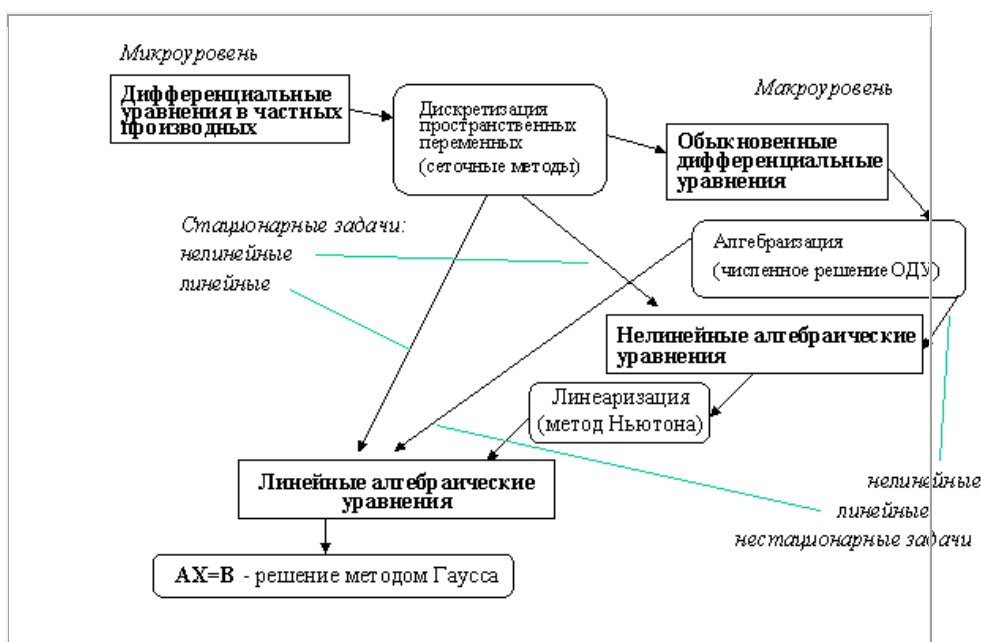 Микроуровень
Дифференциальные
уравнения в частных
производных
Дискретизация
пространственных
переменных
(сеточные методы)
Макроуровень
Обыкновенные
дифференциальные
уравнения
Стационарные задачи:
нелинейные
линейные
Алгебраизация
(численное решение ОДУ)
Нелинейные алгебраические
уравнения
Линеаризация
(метод Ньютона)
Линейные алгебраические
уравнения
нелинейные
линейные
нестационарные задачи
AX=B - решение методом Гаусса